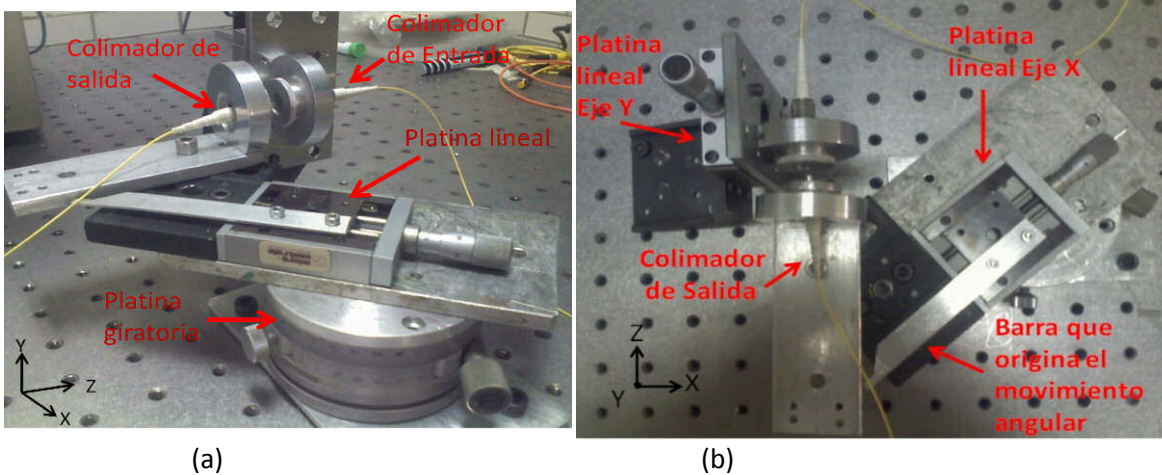 Colimador de
salida
Colimador
de Entrada
Platina lineal
Platina
giratoria
Y
Z
X
(a)
Platina
lineal
Eje Y
Platina
lineal Eje X
Colimador
de Salida
Barra que
origina el
movimiento
angular
Z
X
Y
(b)